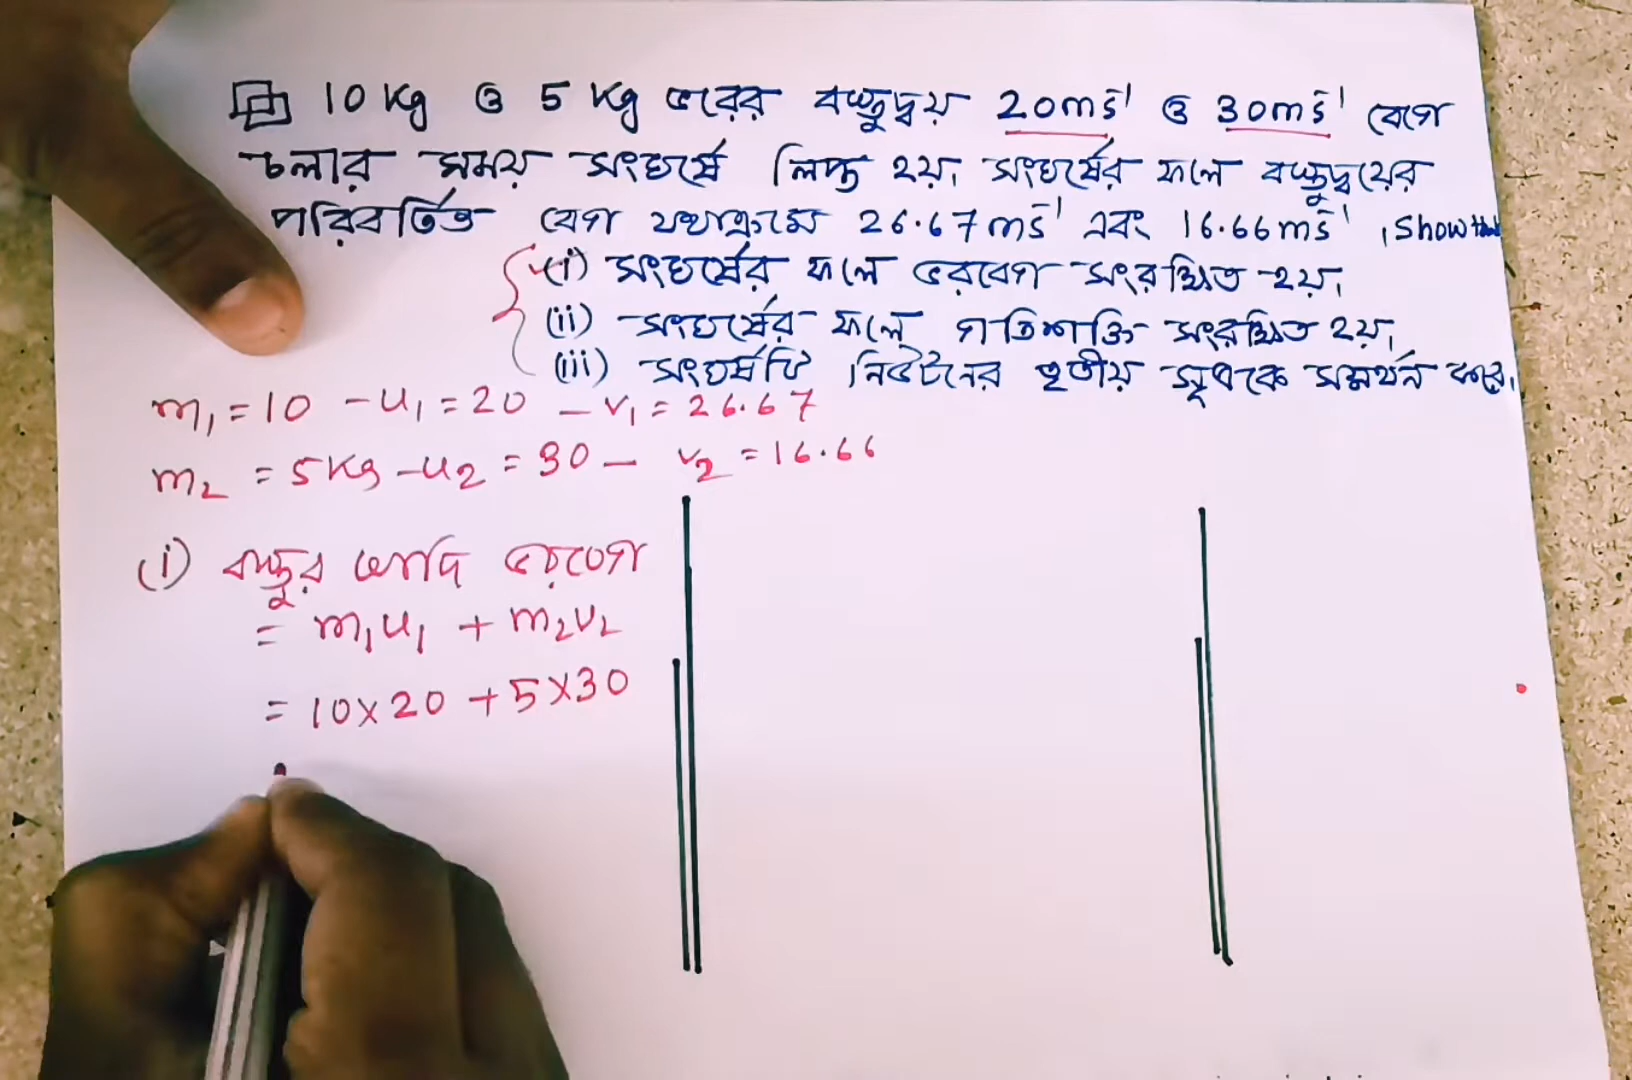 10 kg ও 5 kg ভরের বস্তুদ্বয় 20ms⁻¹ ও 30ms⁻¹ বেগে
চলার সময় সংঘর্ষে লিপ্ত হয়। সংঘর্ষের ফলে বস্তুদ্বয়ের
পরিবর্তিত বেগ যথাক্রমে 26.67ms⁻¹ এবং 16.66ms⁻¹ । Show that
(i) সংঘর্ষের ফলে ভরবেগ সংরক্ষিত হয়।
(ii) সংঘর্ষের ফলে গতিশক্তি সংরক্ষিত হয়।
(iii) সংঘর্ষটি নিউটনের তৃতীয় সূত্রকে সমর্থন করে।
m₁ = 10 - u₁ = 20 - v₁ = 26.67
m₂ = 5kg - u₂ = 30 - v₂ = 16.66
(i) বস্তুর আদি ভরবেগ
= m₁u₁ + m₂u₂
= 10×20 + 5×30